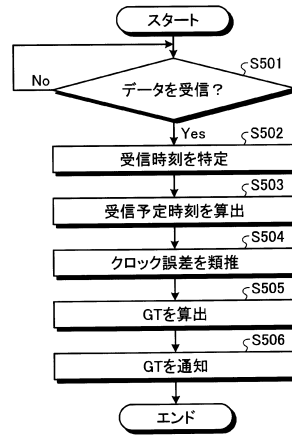 スタート
S501
データを受信？
No
Yes
S502
受信時刻を特定
S503
受信予定時刻を算出
S504
クロック誤差を類推
S505
GTを算出
S506
GTを通知
エンド